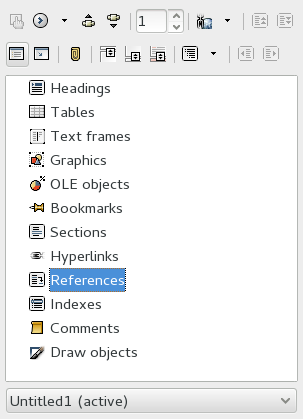 1
Headings
Tables
Text frames
Graphics
OLE objects
Bookmarks
Sections
Hyperlinks
References
Indexes
Comments
Draw objects
Untitled1 (active)